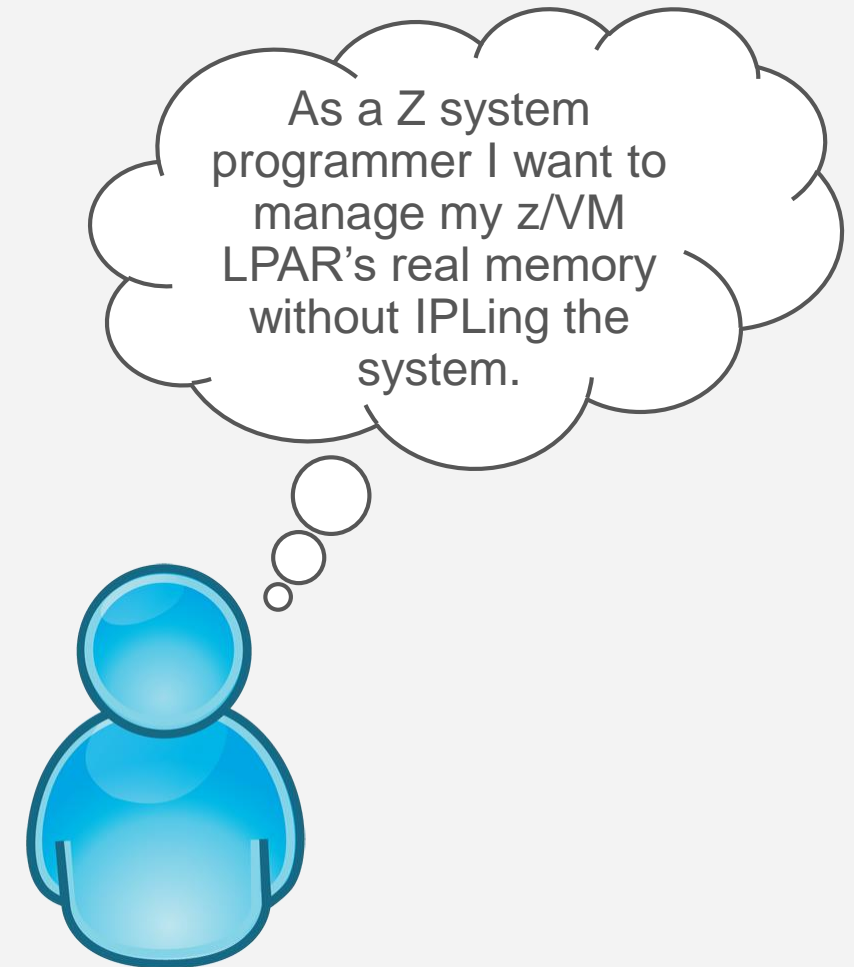 As a Z system
programmer I want to
manage my z/VM
LPAR's real memory
without IPLing the
system.